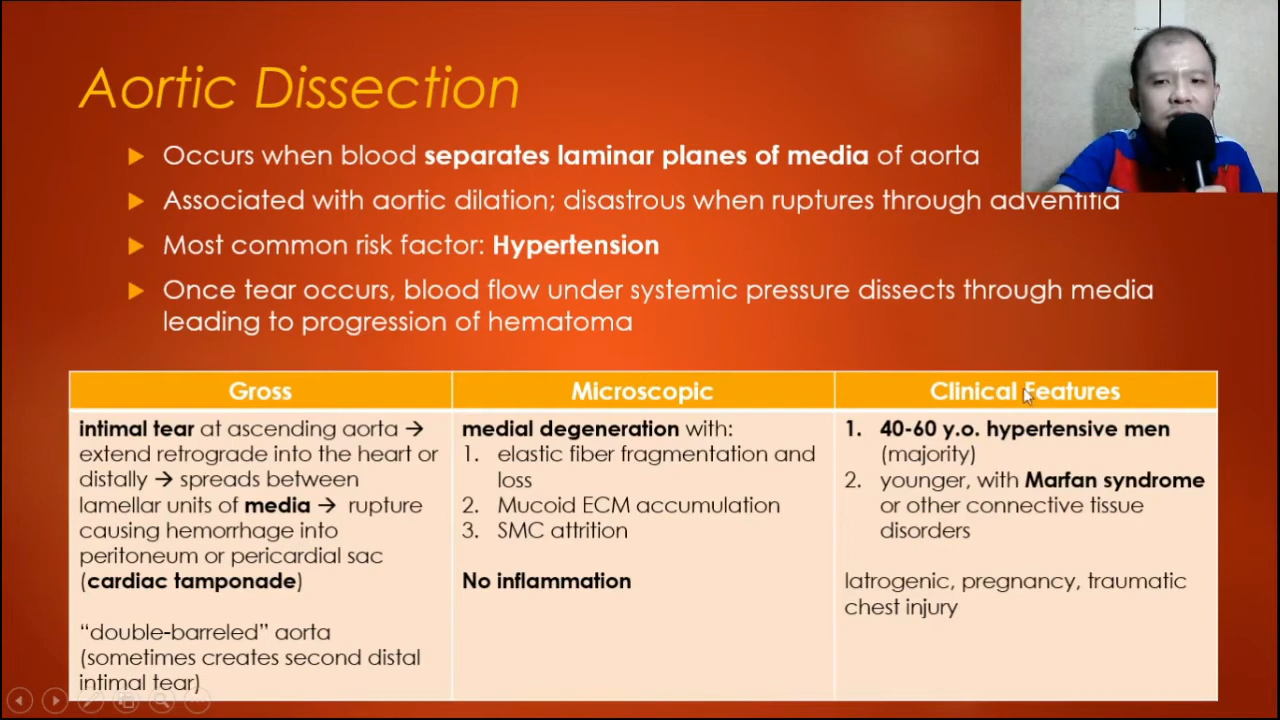 Aortic Dissection
Occurs when blood separates laminar planes of media of aorta
Associated with aortic dilation; disastrous when ruptures through adventitia
Most common risk factor: Hypertension
Once tear occurs, blood flow under systemic pressure dissects through media
leading to progression of hematoma
Gross
intimal tear at ascending aorta →
extend retrograde into the heart or
distally → spreads between
lamellar units of media → rupture
causing hemorrhage into
peritoneum or pericardial sac
(cardiac tamponade)
“double-barreled” aorta
(sometimes creates second distal
intimal tear)
Microscopic
medial degeneration with:
1. elastic fiber fragmentation and
loss
2. Mucoid ECM accumulation
3. SMC attrition
No inflammation
Clinical Features
1. 40-60 y.o. hypertensive men
(majority)
2. younger, with Marfan syndrome
or other connective tissue
disorders
Iatrogenic, pregnancy, traumatic
chest injury